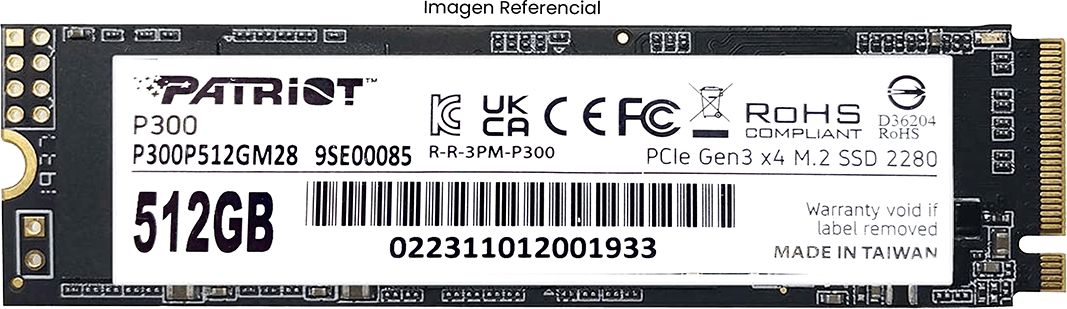 Imagen Referencial
PATRIOT™
P300
P300P512GM28 9SE00085
R-R-3PM-P300
UK
CA
CE FC
RoHS
COMPLIANT
D36204
RoHS
PCIe Gen3 x4 M.2 SSD 2280
512GB
022311012001933
Warranty void if
label removed
MADE IN TAIWAN